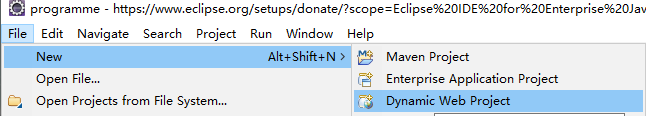 programme - https://www.eclipse.org/setups/donate/?scope=Eclipse%20IDE%20for%20Enterprise%20Jav
File Edit Navigate Search Project Run Window Help
New Alt+Shift+N > Maven Project
Open File... Enterprise Application Project
Open Projects from File System... Dynamic Web Project